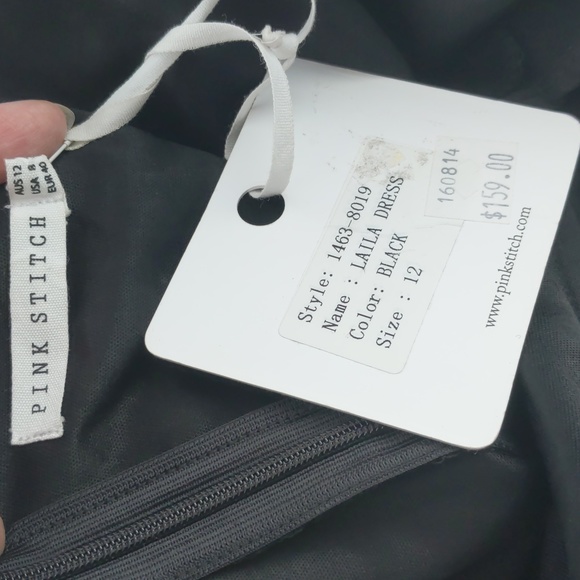 AUS 12
USA 8
EUR 40
PINK STITCH
Style: 1463-8019
Name : LAILA DRESS
Color: BLACK
Size : 12
160814
$159.00
www.pinkstitch.com